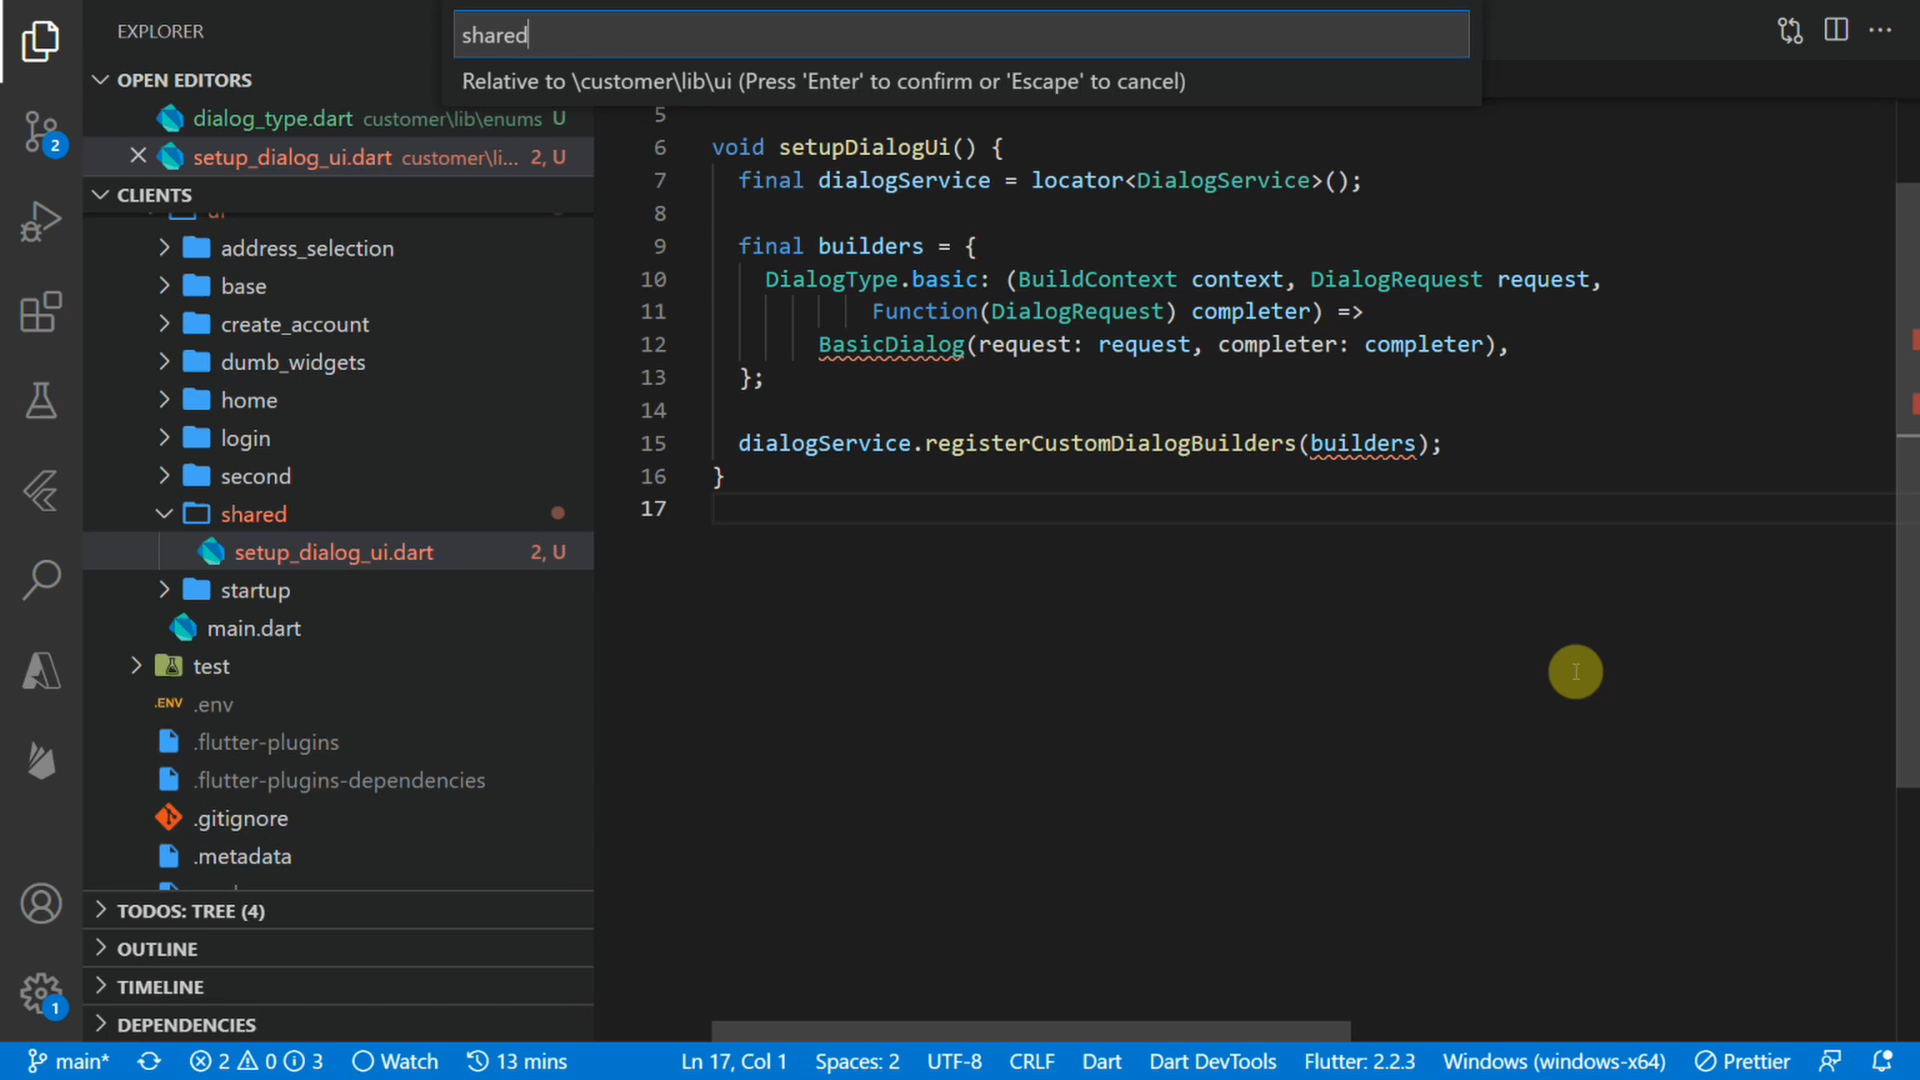 EXPLORER
shared
Relative to \customer\lib\ui (Press 'Enter' to confirm or 'Escape' to cancel)
OPEN EDITORS
dialog_type.dart customer\lib\enums U
setup_dialog_ui.dart customer\li... 2, U
CLIENTS
ui
address_selection
base
create_account
dumb_widgets
home
login
second
shared
setup_dialog_ui.dart 2, U
startup
main.dart
test
.ENV .env
.flutter-plugins
.flutter-plugins-dependencies
.gitignore
.metadata
TODOS: TREE (4)
OUTLINE
TIMELINE
DEPENDENCIES
2
1
5
6 void setupDialogUi() {
7 final dialogService = locator<DialogService>();
8
9 final builders = {
10 DialogType.basic: (BuildContext context, DialogRequest request,
11 Function(DialogRequest) completer) =>
12 BasicDialog(request: request, completer: completer),
13 };
14
15 dialogService.registerCustomDialogBuilders(builders);
16 }
17
main* 2 0 3 Watch 13 mins Ln 17, Col 1 Spaces: 2 UTF-8 CRLF Dart Dart DevTools Flutter: 2.2.3 Windows (windows-x64) Prettier